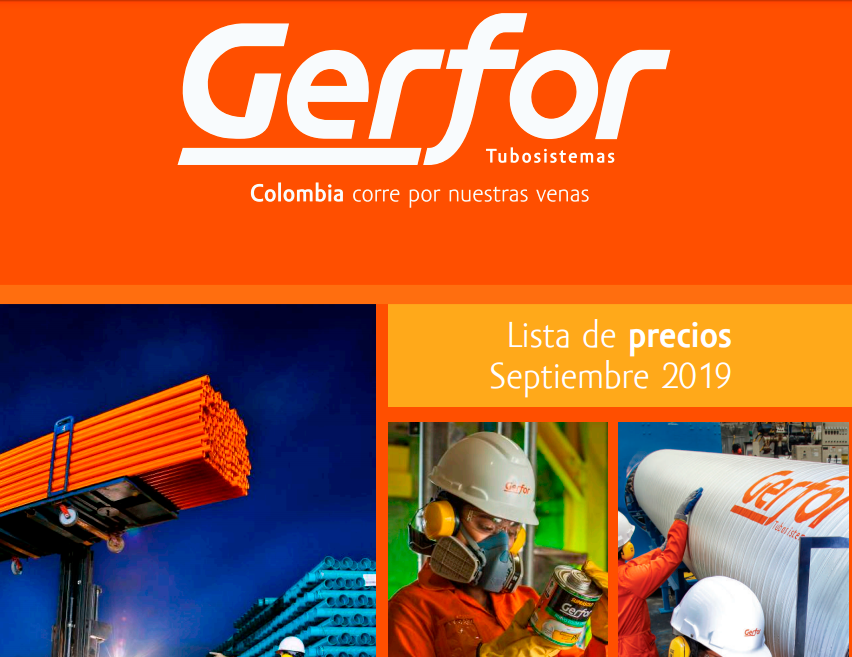 Gerfor
Tubosistemas
Colombia corre por nuestras venas
Lista de precios
Septiembre 2019
Gerfor
Gerfor
Gerfor
Tubosistemas
Gerfor